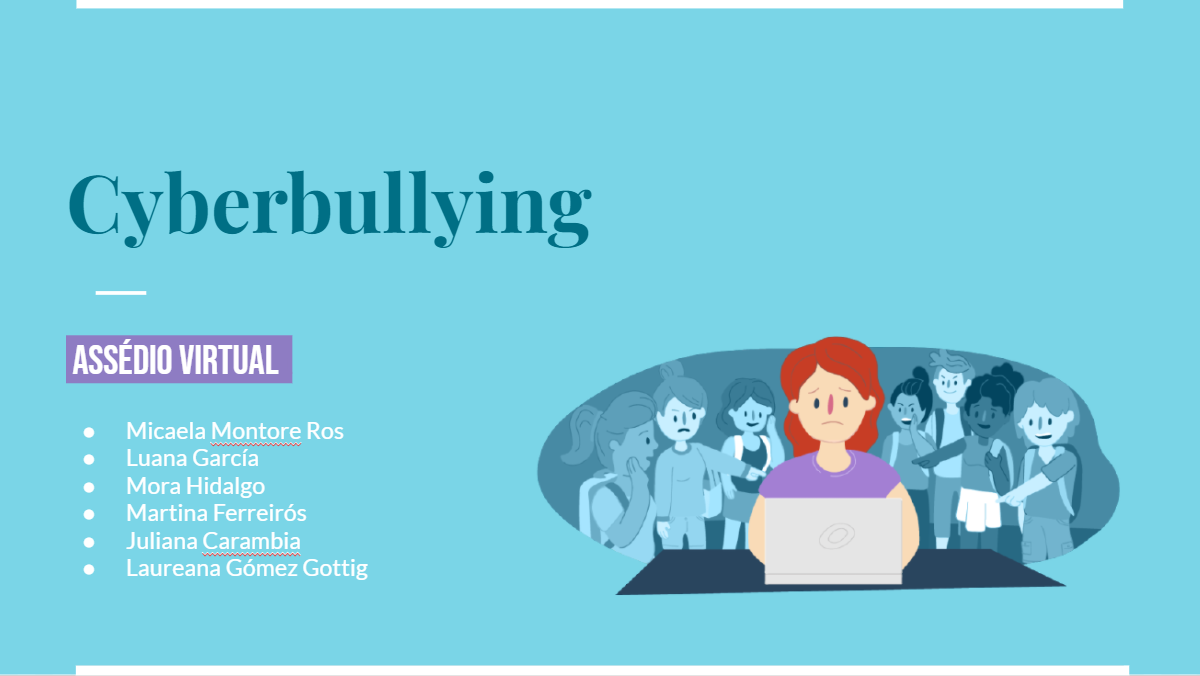 Cyberbullying
ASSÉDIO VIRTUAL
● Micaela Montore Ros
● Luana García
● Mora Hidalgo
● Martina Ferreirós
● Juliana Carambia
● Laureana Gómez Gottig